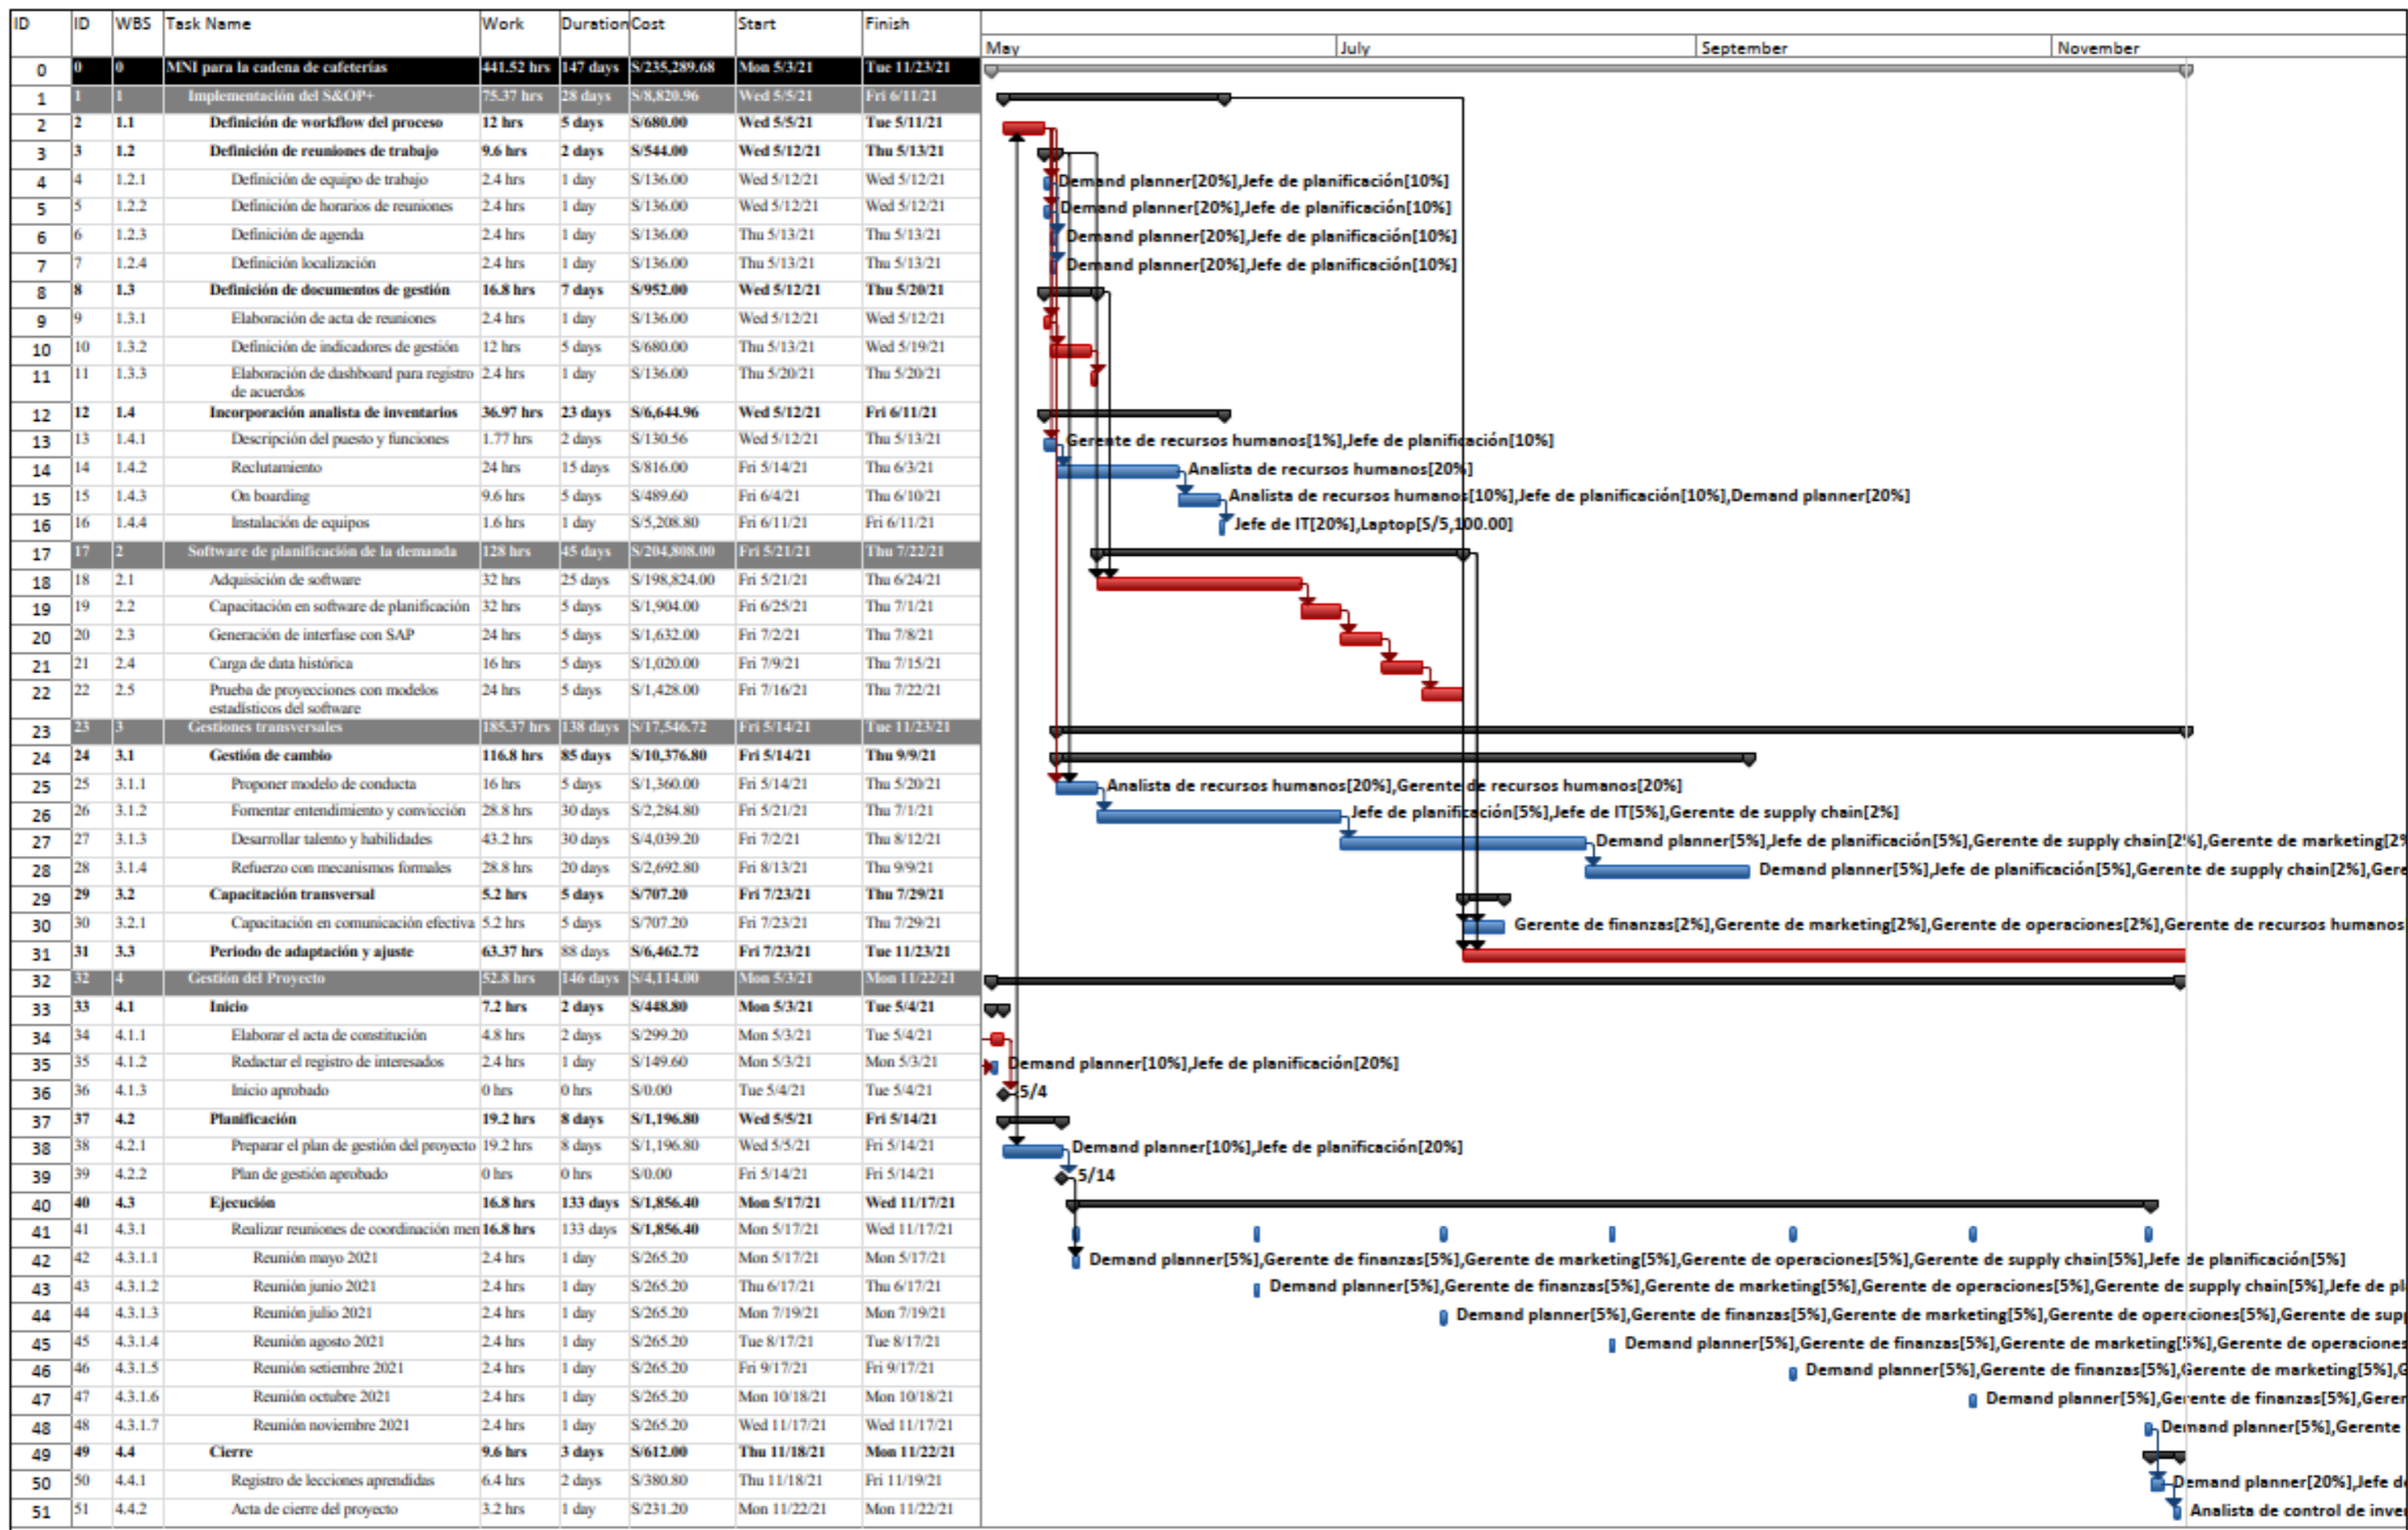 ID ID WBS Task Name Work Duration Cost Start Finish
May July September November
0 0 0 MNI para la cadena de cafeterías 441.52 hrs 147 days S/235,289.68 Mon 5/3/21 Tue 11/23/21
1 1 1 Implementación del S&OP+ 75.37 hrs 28 days S/8,820.96 Wed 5/5/21 Fri 6/11/21
2 2 1.1 Definición de workflow del proceso 12 hrs 5 days S/680.00 Wed 5/5/21 Tue 5/11/21
3 3 1.2 Definición de reuniones de trabajo 9.6 hrs 2 days S/544.00 Wed 5/12/21 Thu 5/13/21
4 4 1.2.1 Definición de equipo de trabajo 2.4 hrs 1 day S/136.00 Wed 5/12/21 Wed 5/12/21 Demand planner[20%],Jefe de planificación[10%]
5 5 1.2.2 Definición de horarios de reuniones 2.4 hrs 1 day S/136.00 Wed 5/12/21 Wed 5/12/21 Demand planner[20%],Jefe de planificación[10%]
6 6 1.2.3 Definición de agenda 2.4 hrs 1 day S/136.00 Thu 5/13/21 Thu 5/13/21 Demand planner[20%],Jefe de planificación[10%]
7 7 1.2.4 Definición localización 2.4 hrs 1 day S/136.00 Thu 5/13/21 Thu 5/13/21 Demand planner[20%],Jefe de planificación[10%]
8 8 1.3 Definición de documentos de gestión 16.8 hrs 7 days S/952.00 Wed 5/12/21 Thu 5/20/21
9 9 1.3.1 Elaboración de acta de reuniones 2.4 hrs 1 day S/136.00 Wed 5/12/21 Wed 5/12/21
10 10 1.3.2 Definición de indicadores de gestión 12 hrs 5 days S/680.00 Thu 5/13/21 Wed 5/19/21
11 11 1.3.3 Elaboración de dashboard para registro 2.4 hrs 1 day S/136.00 Thu 5/20/21 Thu 5/20/21
de acuerdos
12 12 1.4 Incorporación analista de inventarios 36.97 hrs 23 days S/6,644.96 Wed 5/12/21 Fri 6/11/21
13 13 1.4.1 Descripción del puesto y funciones 1.77 hrs 2 days S/130.56 Wed 5/12/21 Thu 5/13/21 Gerente de recursos humanos[1%],Jefe de planificación[10%]
14 14 1.4.2 Reclutamiento 24 hrs 15 days S/816.00 Fri 5/14/21 Thu 6/3/21 Analista de recursos humanos[20%]
15 15 1.4.3 On boarding 9.6 hrs 5 days S/489.60 Fri 6/4/21 Thu 6/10/21 Analista de recursos humanos[10%],Jefe de planificación[10%],Demand planner[20%]
16 16 1.4.4 Instalación de equipos 1.6 hrs 1 day S/5,208.80 Fri 6/11/21 Fri 6/11/21 Jefe de IT[20%],Laptop[S/5,100.00]
17 17 2 Software de planificación de la demanda 128 hrs 45 days S/204,808.00 Fri 5/21/21 Thu 7/22/21
18 18 2.1 Adquisición de software 32 hrs 25 days S/198,824.00 Fri 5/21/21 Thu 6/24/21
19 19 2.2 Capacitación en software de planificación 32 hrs 5 days S/1,904.00 Fri 6/25/21 Thu 7/1/21
20 20 2.3 Generación de interfase con SAP 24 hrs 5 days S/1,632.00 Fri 7/2/21 Thu 7/8/21
21 21 2.4 Carga de data histórica 16 hrs 5 days S/1,020.00 Fri 7/9/21 Thu 7/15/21
22 22 2.5 Prueba de proyecciones con modelos 24 hrs 5 days S/1,428.00 Fri 7/16/21 Thu 7/22/21
estadísticos del software
23 23 3 Gestiones transversales 185.37 hrs 138 days S/17,546.72 Fri 5/14/21 Tue 11/23/21
24 24 3.1 Gestión de cambio 116.8 hrs 85 days S/10,376.80 Fri 5/14/21 Thu 9/9/21
25 25 3.1.1 Proponer modelo de conducta 16 hrs 5 days S/1,360.00 Fri 5/14/21 Thu 5/20/21 Analista de recursos humanos[20%],Gerente de recursos humanos[20%]
26 26 3.1.2 Fomentar entendimiento y convicción 28.8 hrs 30 days S/2,284.80 Fri 5/21/21 Thu 7/1/21 Jefe de planificación[5%],Jefe de IT[5%],Gerente de supply chain[2%]
27 27 3.1.3 Desarrollar talento y habilidades 43.2 hrs 30 days S/4,039.20 Fri 7/2/21 Thu 8/12/21 Demand planner[5%],Jefe de planificación[5%],Gerente de supply chain[2%],Gerente de marketing[2%
28 28 3.1.4 Refuerzo con mecanismos formales 28.8 hrs 20 days S/2,692.80 Fri 8/13/21 Thu 9/9/21 Demand planner[5%],Jefe de planificación[5%],Gerente de supply chain[2%],Gere
29 29 3.2 Capacitación transversal 5.2 hrs 5 days S/707.20 Fri 7/23/21 Thu 7/29/21
30 30 3.2.1 Capacitación en comunicación efectiva 5.2 hrs 5 days S/707.20 Fri 7/23/21 Thu 7/29/21 Gerente de finanzas[2%],Gerente de marketing[2%],Gerente de operaciones[2%],Gerente de recursos humanos
31 31 3.3 Periodo de adaptación y ajuste 63.37 hrs 88 days S/6,462.72 Fri 7/23/21 Tue 11/23/21
32 32 4 Gestión del Proyecto 52.8 hrs 146 days S/4,114.00 Mon 5/3/21 Mon 11/22/21
33 33 4.1 Inicio 7.2 hrs 2 days S/448.80 Mon 5/3/21 Tue 5/4/21
34 34 4.1.1 Elaborar el acta de constitución 4.8 hrs 2 days S/299.20 Mon 5/3/21 Tue 5/4/21
35 35 4.1.2 Redactar el registro de interesados 2.4 hrs 1 day S/149.60 Mon 5/3/21 Mon 5/3/21 Demand planner[10%],Jefe de planificación[20%]
36 36 4.1.3 Inicio aprobado 0 hrs 0 hrs S/0.00 Tue 5/4/21 Tue 5/4/21 5/4
37 37 4.2 Planificación 19.2 hrs 8 days S/1,196.80 Wed 5/5/21 Fri 5/14/21
38 38 4.2.1 Preparar el plan de gestión del proyecto 19.2 hrs 8 days S/1,196.80 Wed 5/5/21 Fri 5/14/21 Demand planner[10%],Jefe de planificación[20%]
39 39 4.2.2 Plan de gestión aprobado 0 hrs 0 hrs S/0.00 Fri 5/14/21 Fri 5/14/21 5/14
40 40 4.3 Ejecución 16.8 hrs 133 days S/1,856.40 Mon 5/17/21 Wed 11/17/21
41 41 4.3.1 Realizar reuniones de coordinación men 16.8 hrs 133 days S/1,856.40 Mon 5/17/21 Wed 11/17/21
42 42 4.3.1.1 Reunión mayo 2021 2.4 hrs 1 day S/265.20 Mon 5/17/21 Mon 5/17/21 Demand planner[5%],Gerente de finanzas[5%],Gerente de marketing[5%],Gerente de operaciones[5%],Gerente de supply chain[5%],Jefe de planificación[5%]
43 43 4.3.1.2 Reunión junio 2021 2.4 hrs 1 day S/265.20 Thu 6/17/21 Thu 6/17/21 Demand planner[5%],Gerente de finanzas[5%],Gerente de marketing[5%],Gerente de operaciones[5%],Gerente de supply chain[5%],Jefe de pl
44 44 4.3.1.3 Reunión julio 2021 2.4 hrs 1 day S/265.20 Mon 7/19/21 Mon 7/19/21 Demand planner[5%],Gerente de finanzas[5%],Gerente de marketing[5%],Gerente de operaciones[5%],Gerente de sup
45 45 4.3.1.4 Reunión agosto 2021 2.4 hrs 1 day S/265.20 Tue 8/17/21 Tue 8/17/21 Demand planner[5%],Gerente de finanzas[5%],Gerente de marketing[5%],Gerente de operaciones
46 46 4.3.1.5 Reunión setiembre 2021 2.4 hrs 1 day S/265.20 Fri 9/17/21 Fri 9/17/21 Demand planner[5%],Gerente de finanzas[5%],Gerente de marketing[5%],G
47 47 4.3.1.6 Reunión octubre 2021 2.4 hrs 1 day S/265.20 Mon 10/18/21 Mon 10/18/21 Demand planner[5%],Gerente de finanzas[5%],Gerer
48 48 4.3.1.7 Reunión noviembre 2021 2.4 hrs 1 day S/265.20 Wed 11/17/21 Wed 11/17/21 Demand planner[5%],Gerente
49 49 4.4 Cierre 9.6 hrs 3 days S/612.00 Thu 11/18/21 Mon 11/22/21
50 50 4.4.1 Registro de lecciones aprendidas 6.4 hrs 2 days S/380.80 Thu 11/18/21 Fri 11/19/21 Demand planner[20%],Jefe de
51 51 4.4.2 Acta de cierre del proyecto 3.2 hrs 1 day S/231.20 Mon 11/22/21 Mon 11/22/21 Analista de control de inve